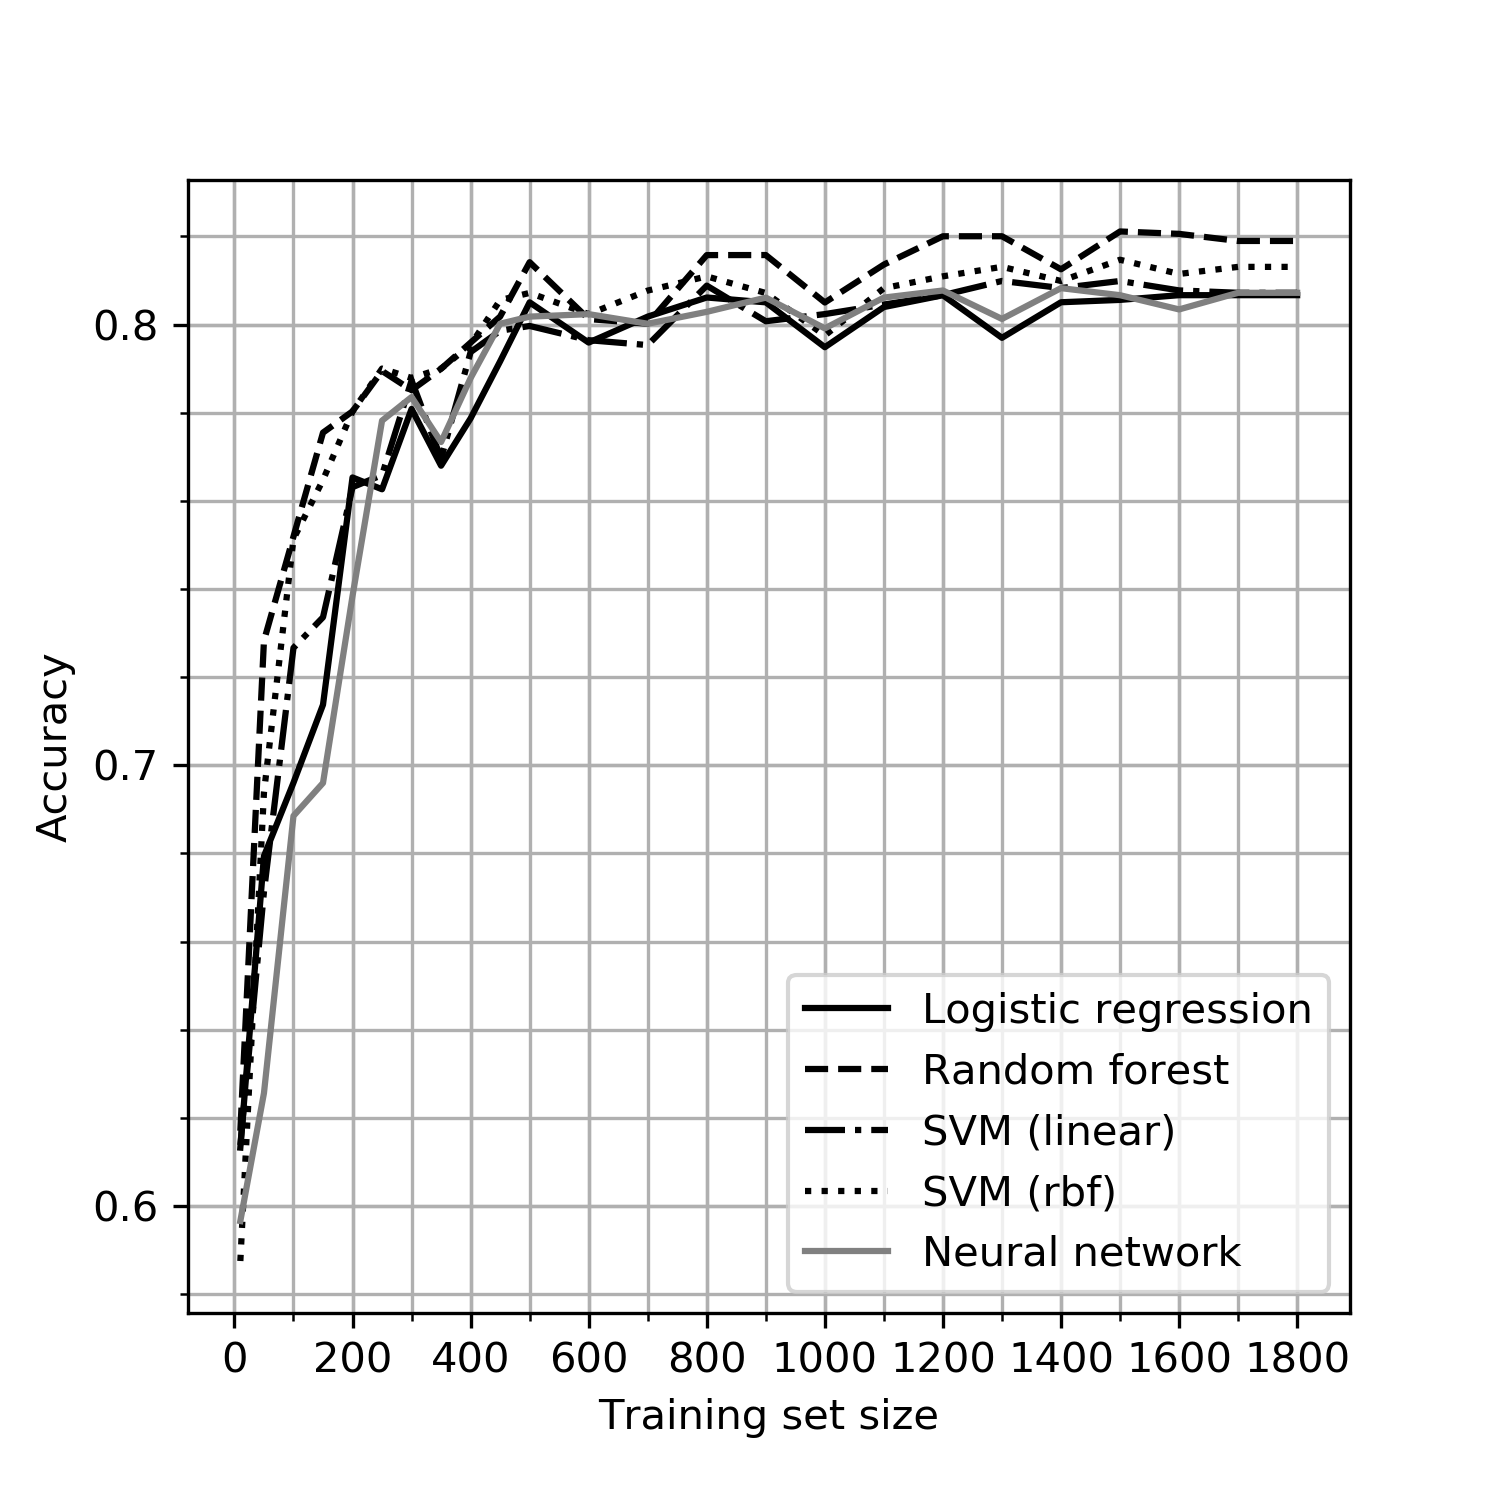 Accuracy
0.8
0.7
0.6
Logistic regression
Random forest
SVM (linear)
SVM (rbf)
Neural network
0 200 400 600 800 1000 1200 1400 1600 1800
Training set size